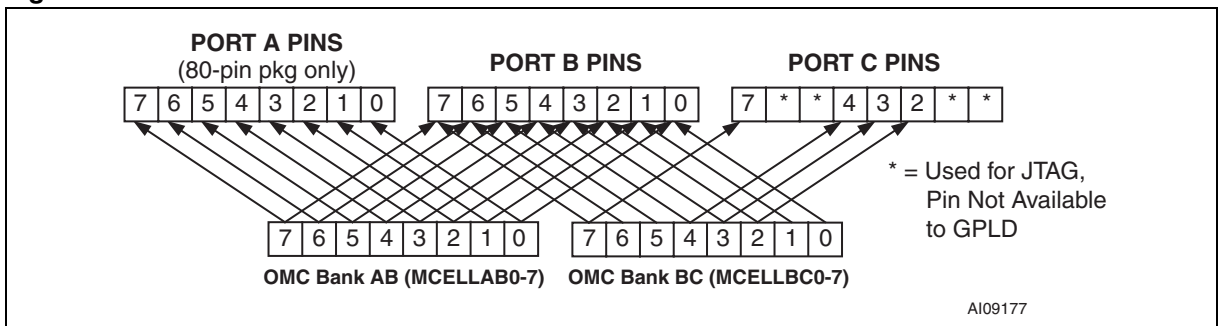 PORT A PINS
(80-pin pkg only)
PORT B PINS
PORT C PINS
7 6 5 4 3 2 1 0
7 6 5 4 3 2 1 0
7 * * 4 3 2 * *
* = Used for JTAG,
Pin Not Available
to GPLD
7 6 5 4 3 2 1 0
7 6 5 4 3 2 1 0
OMC Bank AB (MCELLAB0-7)
OMC Bank BC (MCELLBC0-7)
AI09177